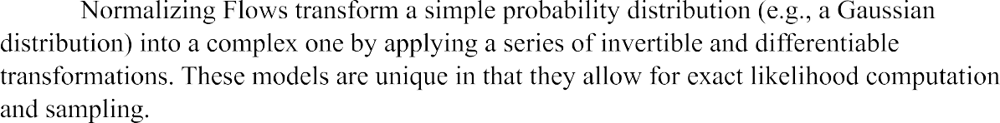 Normalizing Flows transform a simple probability distribution (e.g., a Gaussian
distribution) into a complex one by applying a series of invertible and differentiable
transformations. These models are unique in that they allow for exact likelihood computation
and sampling.